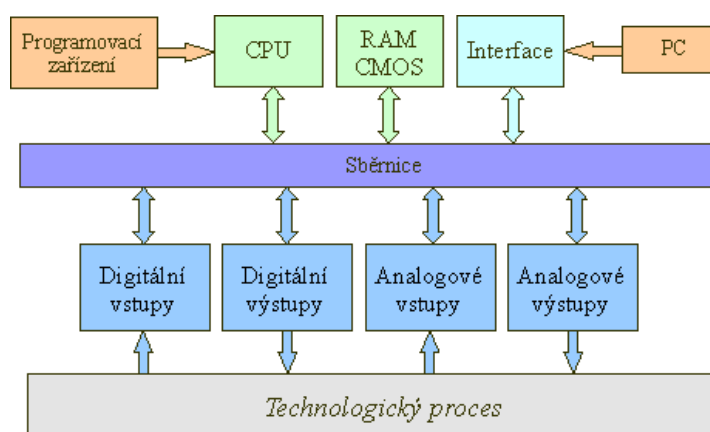 Programovací
zařízení
CPU
RAM
CMOS
Interface
PC
Sběrnice
Digitální
vstupy
Digitální
výstupy
Analogové
vstupy
Analogové
výstupy
Technologický proces